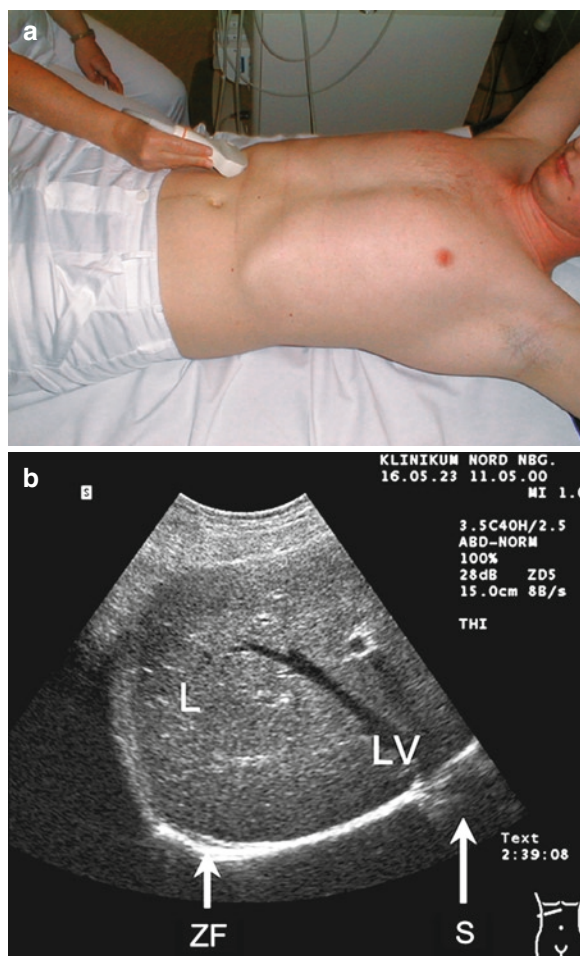 a
b
S
KLINIKUM NORD NBG.
16.05.23 11.05.00
MI 1.0
3.5C40H/2.5
ABD-NORM
100%
28dB ZD5
15.0cm 8B/s
THI
L
LV
Text
2:39:08
ZF
S